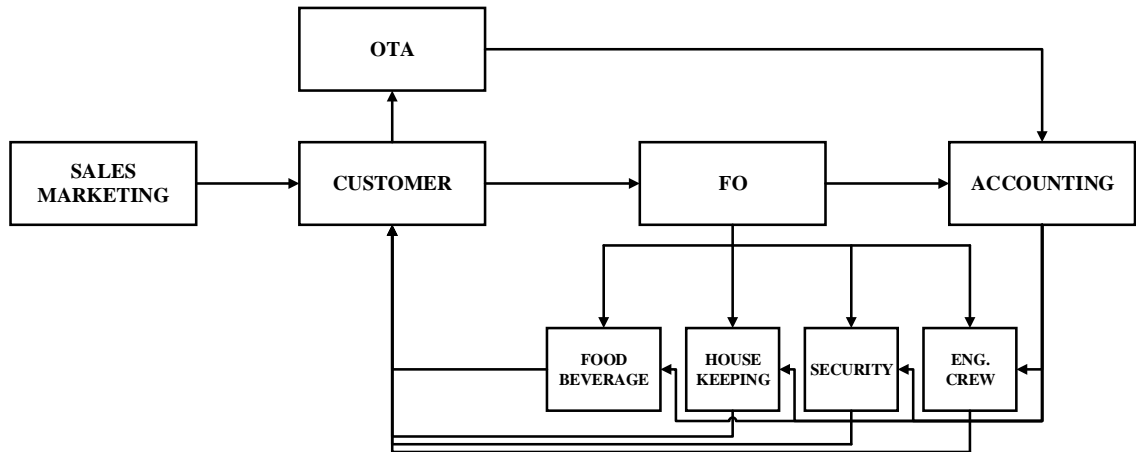 OTA
SALES
MARKETING
CUSTOMER
FO
ACCOUNTING
FOOD
BEVERAGE
HOUSE
KEEPING
SECURITY
ENG.
CREW